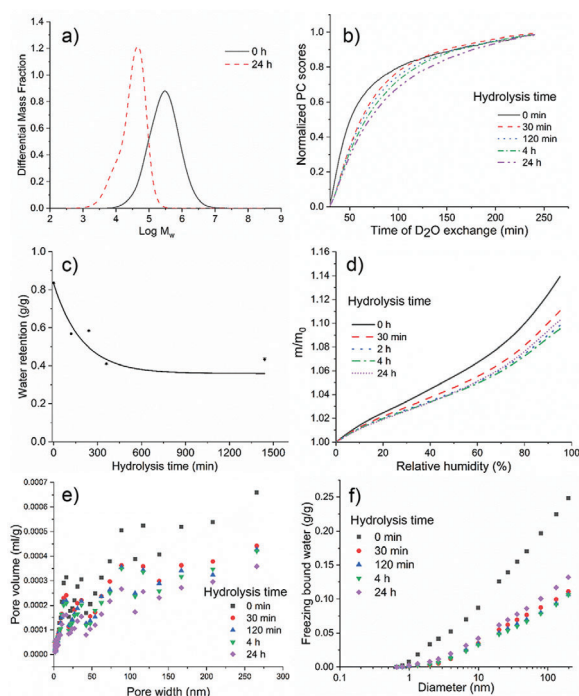 a)
0 h
24 h
Differential Mass Fraction
1.2
1.0
0.8
0.6
0.4
0.2
0.0
2 3 4 5 6 7 8 9
Log Mw
b)
Normalized PC scores
1.0
0.8
0.6
0.4
0.2
0.0
Hydrolysis time
0 min
30 min
120 min
4 h
24 h
50 100 150 200 250
Time of D2O exchange (min)
c)
Water retention (g/g)
1.0
0.8
0.6
0.4
0.2
0.0
0 300 600 900 1200 1500
Hydrolysis time (min)
d)
m/m0
1.16
1.14
1.12
1.10
1.08
1.06
1.04
1.02
1.00
Hydrolysis time
0 h
30 min
2 h
4 h
24 h
0 20 40 60 80 100
Relative humidity (%)
e)
Pore volume (ml/g)
0.0007
0.0006
0.0005
0.0004
0.0003
0.0002
0.0001
0.0000
Hydrolysis time
0 min
30 min
120 min
4 h
24 h
0 50 100 150 200 250 300
Pore width (nm)
f)
Freezing bound water (g/g)
0.25
0.20
0.15
0.10
0.05
0.00
Hydrolysis time
0 min
30 min
120 min
4 h
24 h
0.1 1 10 100
Diameter (nm)